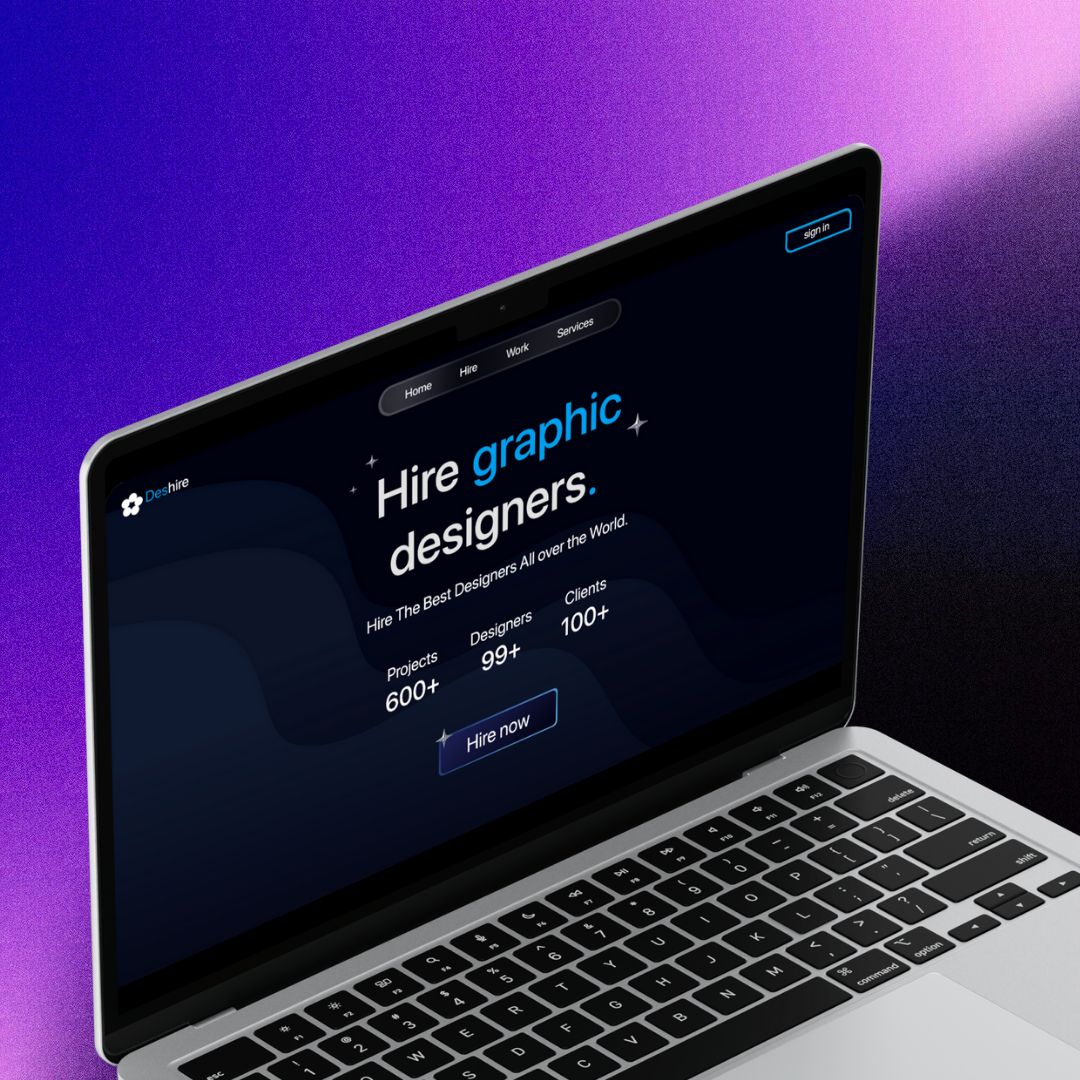 sign in
Home Hire Work Services
Deshire
Hire graphic
designers.
Hire The Best Designers All over the World.
Projects Designers Clients
600+ 99+ 100+
Hire now
esc F1 F2 F3 F4 F5 F6 F7 F8 F9 F10 F11 F12
! 1 @ 2 # 3 $ 4 % 5 ^ 6 & 7 * 8 ( 9 ) 0 _ - + = delete
W E R T Y U I O P { [ } ] | \
S D F G H J K L : ; " ' return
C V B N M < , > . ? / shift
⌘ command ⌥ option